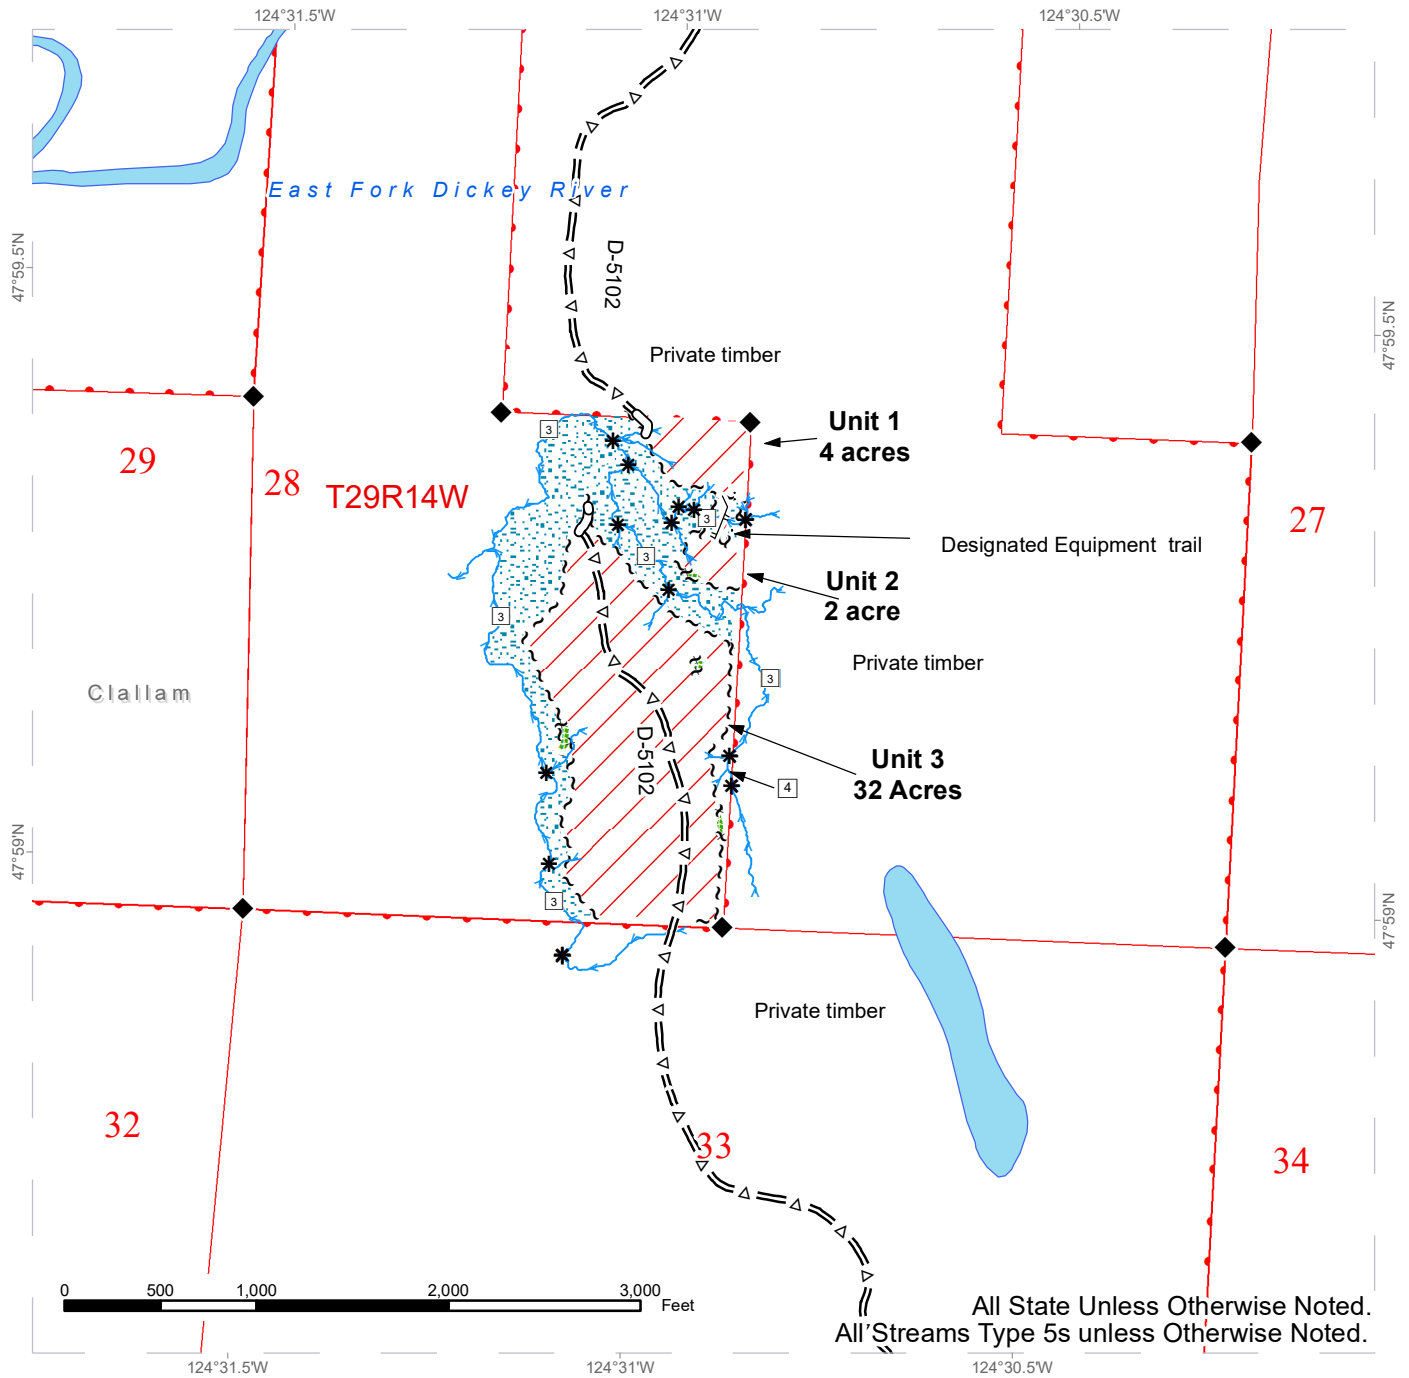 124°31.5'W
124°31'W
124°30.5'W
East Fork Dickey River
47°59.5'N
D-5102
47°59.5'N
Private timber
Unit 1
4 acres
3
29
28
T29R14W
27
3
Designated Equipment trail
3
Unit 2
2 acre
3
Private timber
3
Clallam
D-5102
Unit 3
32 Acres
4
47°59'N
3
47°59'N
Private timber
32
33
34
0 500 1,000 2,000 3,000
Feet
All State Unless Otherwise Noted.
All Streams Type 5s unless Otherwise Noted.
124°31.5'W
124°31'W
124°30.5'W